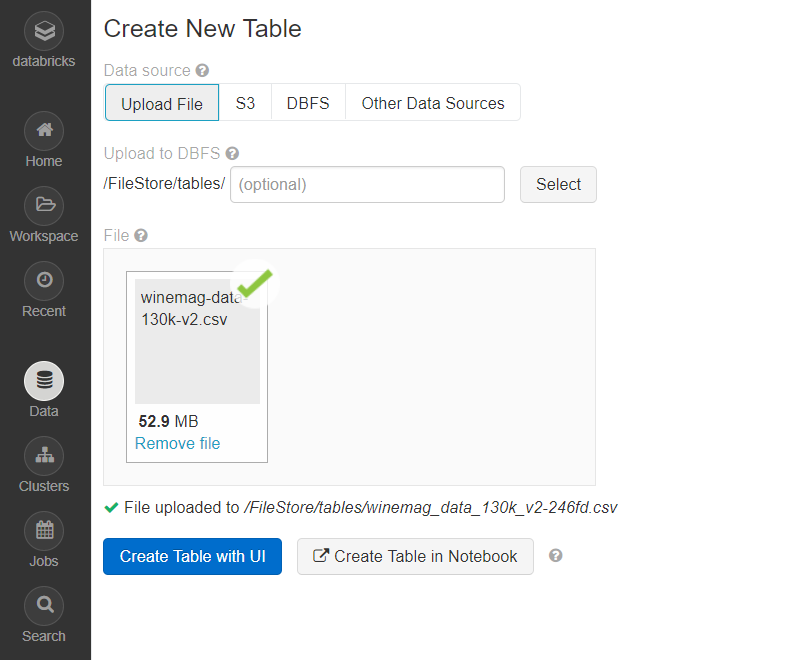 databricks
Home
Workspace
Recent
Data
Clusters
Jobs
Search
Create New Table
Data source
Upload File S3 DBFS Other Data Sources
Upload to DBFS
/FileStore/tables/ (optional) Select
File
winemag-data-
130k-v2.csv
52.9 MB
Remove file
File uploaded to /FileStore/tables/winemag_data_130k_v2-246fd.csv
Create Table with UI Create Table in Notebook